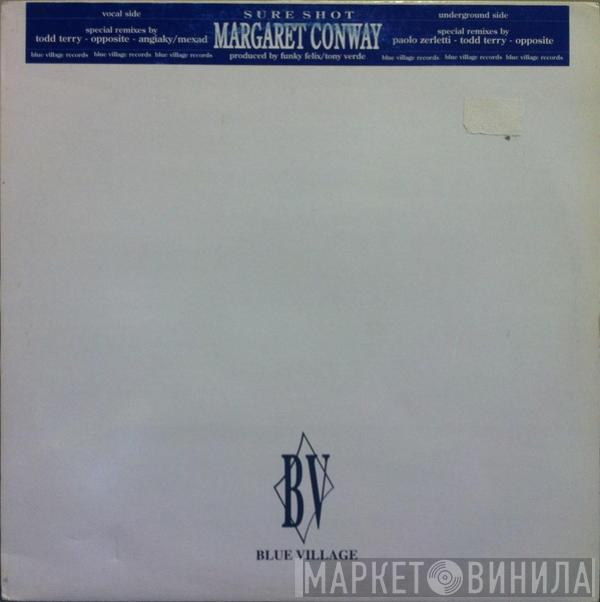 vocal side
special remixes by
todd terry - opposite - angiaky/mexad
blue village records blue village records blue village records
SURE SHOT
MARGARET CONWAY
produced by funky felix/tony verde
underground side
special remixes by
paolo zerletti - todd terry - opposite
blue village records blue village records blue village records
BV
BLUE VILLAGE
МАРКЕТ ВИНИЛА